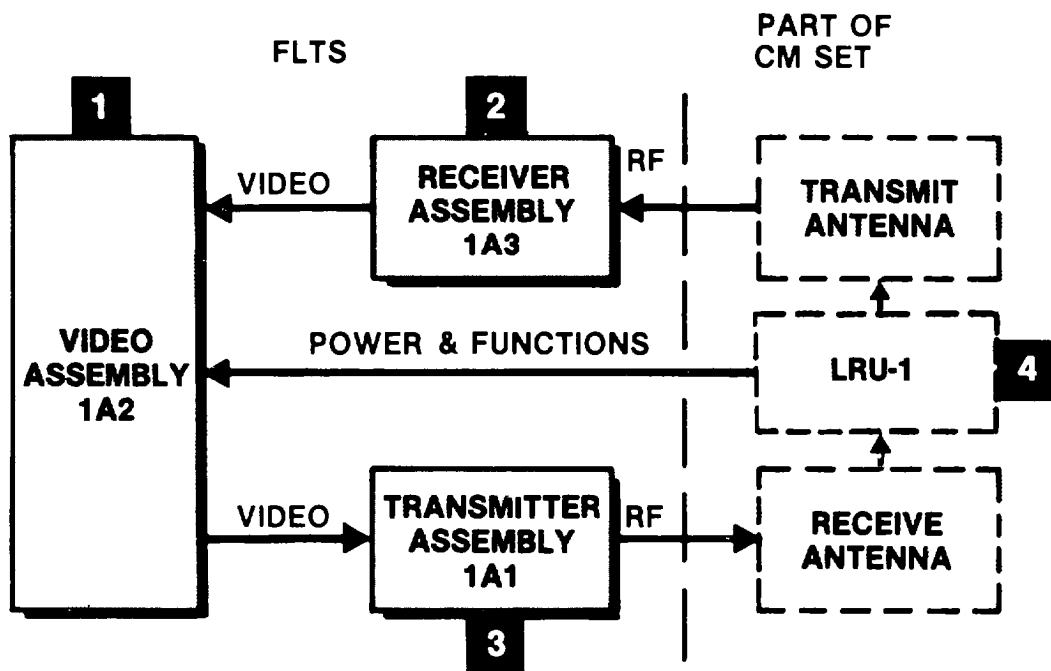 FLTS
PART OF
CM SET
1
2
VIDEO
RECEIVER
ASSEMBLY
1A3
RF
TRANSMIT
ANTENNA
VIDEO
ASSEMBLY
1A2
POWER & FUNCTIONS
LRU-1
4
VIDEO
TRANSMITTER
ASSEMBLY
1A1
RF
RECEIVE
ANTENNA
3